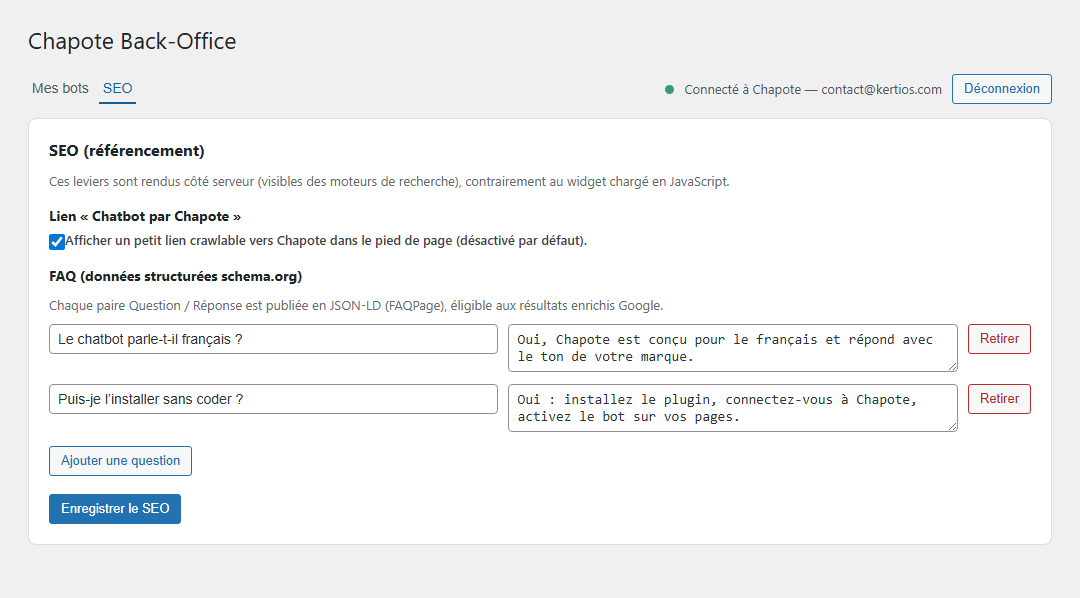 Chapote Back-Office
Mes bots SEO
Connecté à Chapote — contact@kertios.com Déconnexion
SEO (référencement)
Ces leviers sont rendus côté serveur (visibles des moteurs de recherche), contrairement au widget chargé en JavaScript.
Lien « Chatbot par Chapote »
Afficher un petit lien crawlable vers Chapote dans le pied de page (désactivé par défaut).
FAQ (données structurées schema.org)
Chaque paire Question / Réponse est publiée en JSON-LD (FAQPage), éligible aux résultats enrichis Google.
Le chatbot parle-t-il français ?
Oui, Chapote est conçu pour le français et répond avec
le ton de votre marque.
Retirer
Puis-je l’installer sans coder ?
Oui : installez le plugin, connectez-vous à Chapote,
activez le bot sur vos pages.
Retirer
Ajouter une question
Enregistrer le SEO